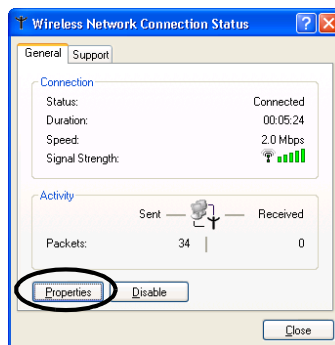 Wireless Network Connection Status
General Support
Connection
Status: Connected
Duration: 00:05:24
Speed: 2.0 Mbps
Signal Strength:
Activity
Sent Received
Packets: 34 0
Properties Disable
Close